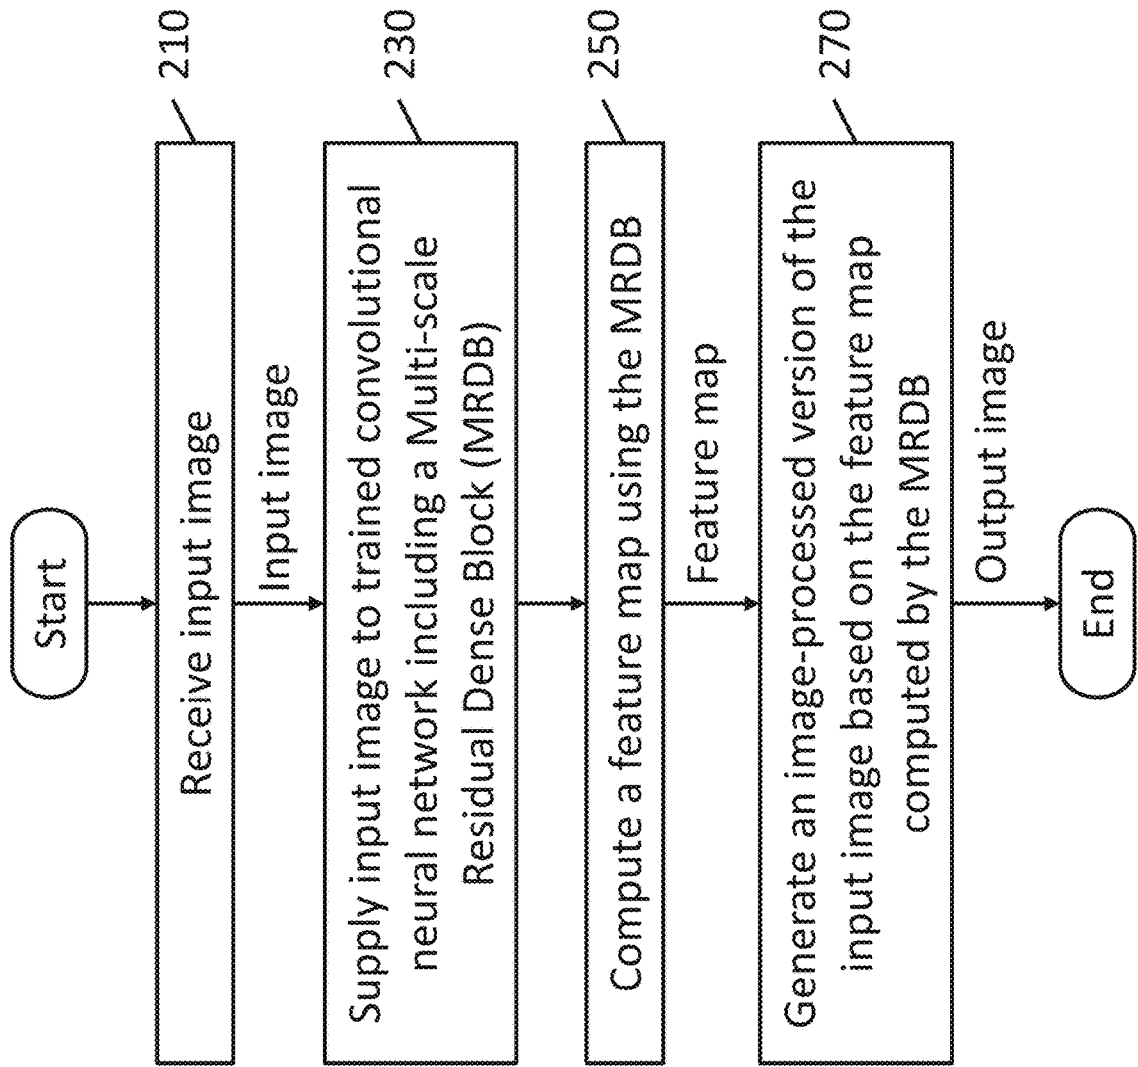 Start
210
Receive input image
Input image
230
Supply input image to trained convolutional
neural network including a Multi-scale
Residual Dense Block (MRDB)
250
Compute a feature map using the MRDB
Feature map
270
Generate an image-processed version of the
input image based on the feature map
computed by the MRDB
Output image
End